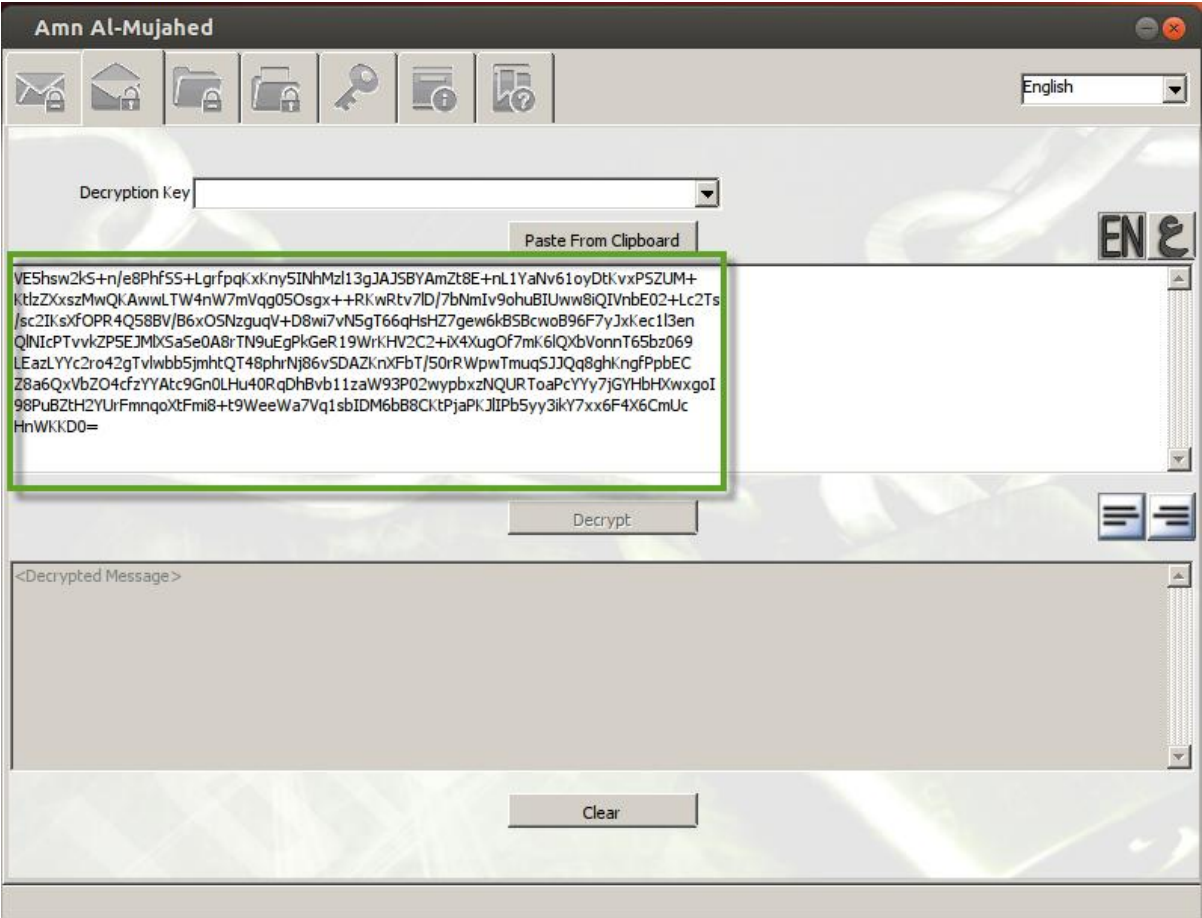 Amn Al-Mujahed
English
Decryption Key
Paste From Clipboard
EN ع
VE5hsw2kS+n/e8PhfSS+LgrfpqKxKny5INhMzl13gJAJSBYAmZt8E+nL1YaNv61oyDtKvxPSZUM+
KtlzZXxszMwQKAwwLTW4nW7mVqg05Osgx++RKwRtv7lD/7bNmIv9ohuBIUww8iQIVnbE02+Lc2Ts
/sc2IKsXfOPR4Q58BV/B6xOSNzguqV+D8wi7vN5gT66qHsHZ7gew6kBSBcwoB96F7yJxKec1l3en
QlNIcPTvvkZP5EJMlXSaSe0A8rTN9uEgPkGeR19WrKHV2C2+iX4XugOf7mK6lQXbVonnT65bz069
LEazLYYc2ro42gTvlwbb5jmhtQT48phrNj86vSDAZKnXFbT/50rRWpwTmuqSJJQq8ghKngfPpbEC
Z8a6QxVbZO4cfzYYAtc9Gn0LHu40RqDhBvb11zaW93P02wypbxzNQURToaPcYYy7jGYHbHXwxgoI
98PuBZtH2YUrFmnqoXtFmi8+t9WeeWa7Vq1sbIDM6bB8CKtPjaPKJlIPb5yy3ikY7xx6F4X6CmUc
HnWKKD0=
Decrypt
<Decrypted Message>
Clear